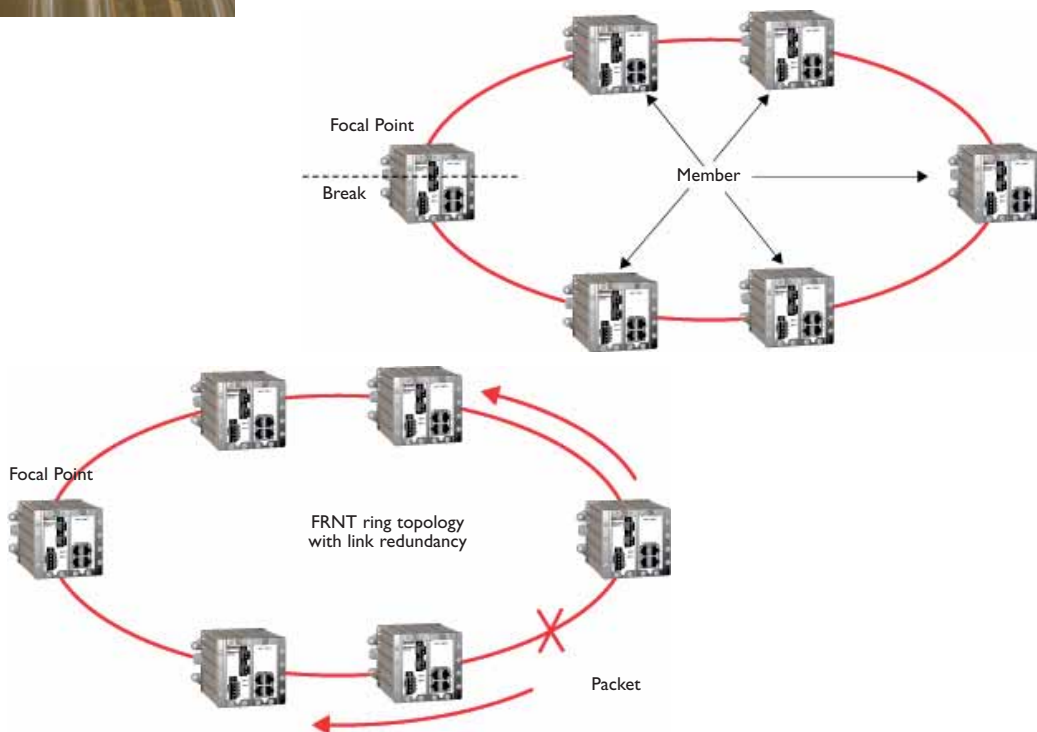 Focal Point
Member
Break
Focal Point
FRNT ring topology
with link redundancy
Packet